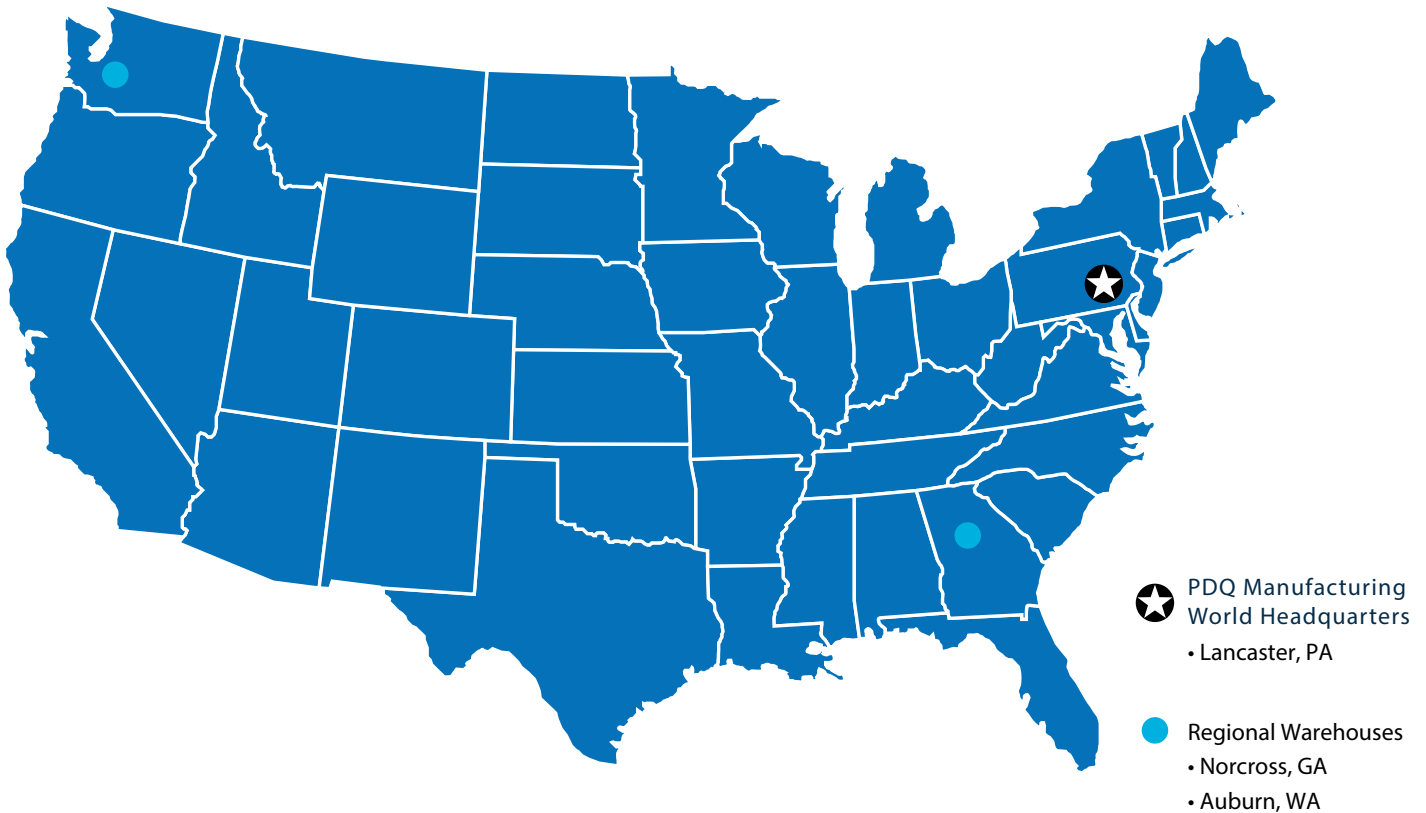 PDQ Manufacturing
World Headquarters
• Lancaster, PA
Regional Warehouses
• Norcross, GA
• Auburn, WA